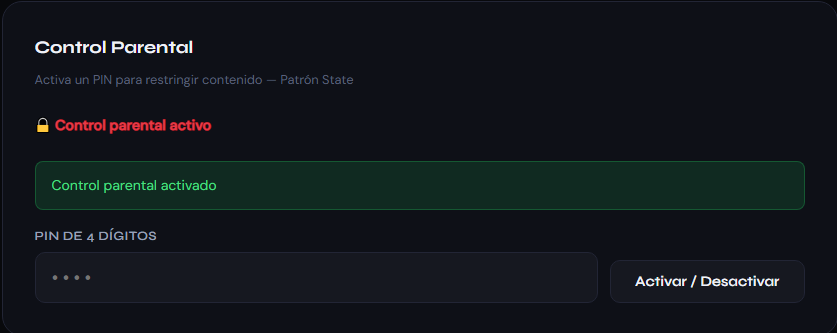 Control Parental
Activa un PIN para restringir contenido — Patrón State
🔒 Control parental activo
Control parental activado
PIN DE 4 DÍGITOS
••••
Activar / Desactivar